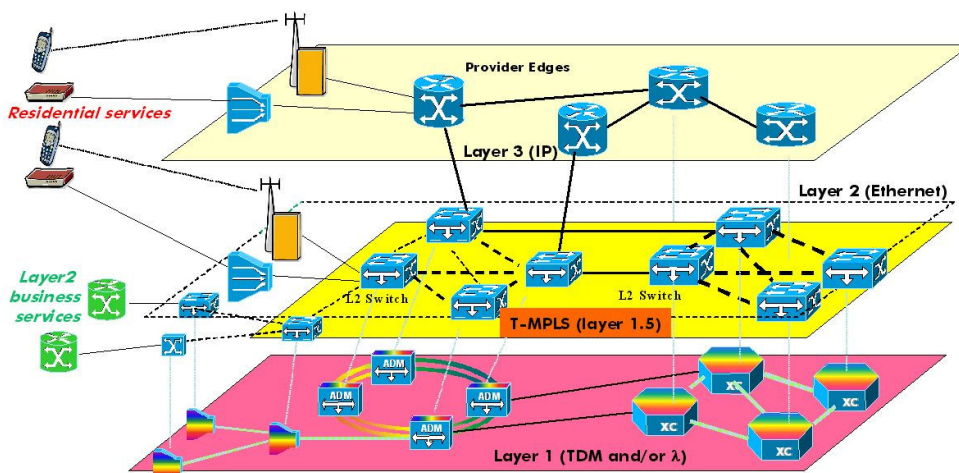 Provider Edges
Residential services
Layer 3 (IP)
Layer 2 (Ethernet)
Layer2
business
services
L2 Switch
L2 Switch
T-MPLS (layer 1.5)
ADM
ADM
ADM
ADM
XC
XC
XC
XC
Layer 1 (TDM and/or λ)